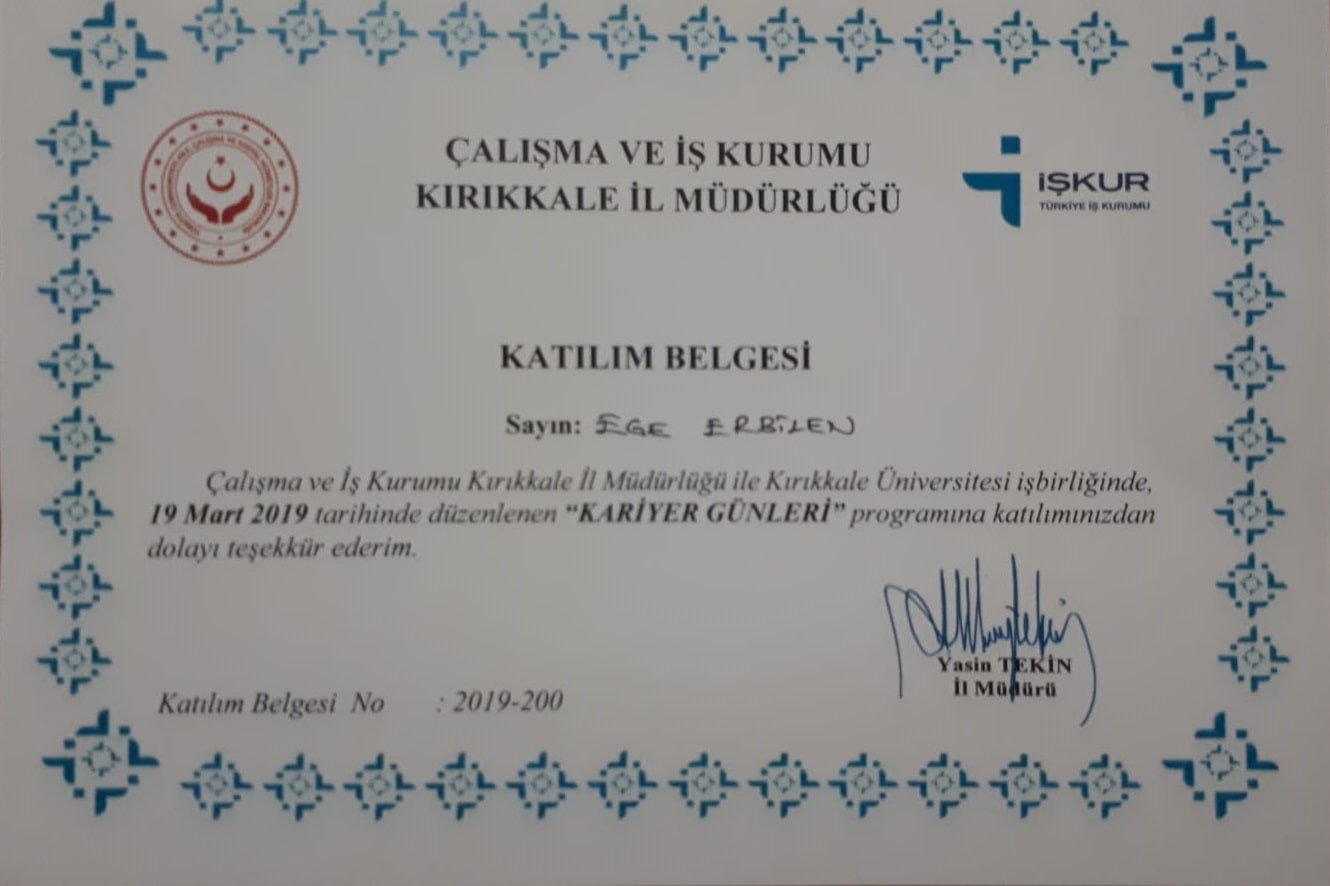 ÇALIŞMA VE İŞ KURUMU
KIRIKKALE İL MÜDÜRLÜĞÜ
İŞKUR
TÜRKİYE İŞ KURUMU
KATILIM BELGESİ
Sayın: EGE ERBİLEN
Çalışma ve İş Kurumu Kırıkkale İl Müdürlüğü ile Kırıkkale Üniversitesi işbirliğinde,
19 Mart 2019 tarihinde düzenlenen “KARİYER GÜNLERİ” programına katılımınızdan
dolayı teşekkür ederim.
Yasin TEKİN
İl Müdürü
Katılım Belgesi No : 2019-200